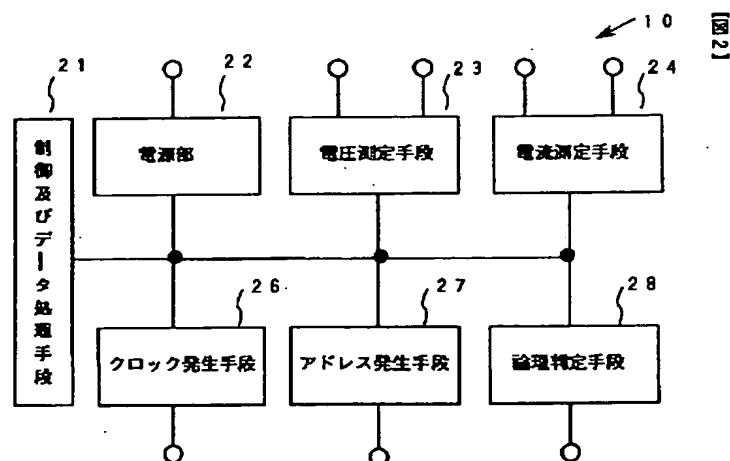 【図2】
10
21
22
23
24
制御及びデータ処理手段
電源部
電圧測定手段
電流測定手段
26
27
28
クロック発生手段
アドレス発生手段
論理判定手段